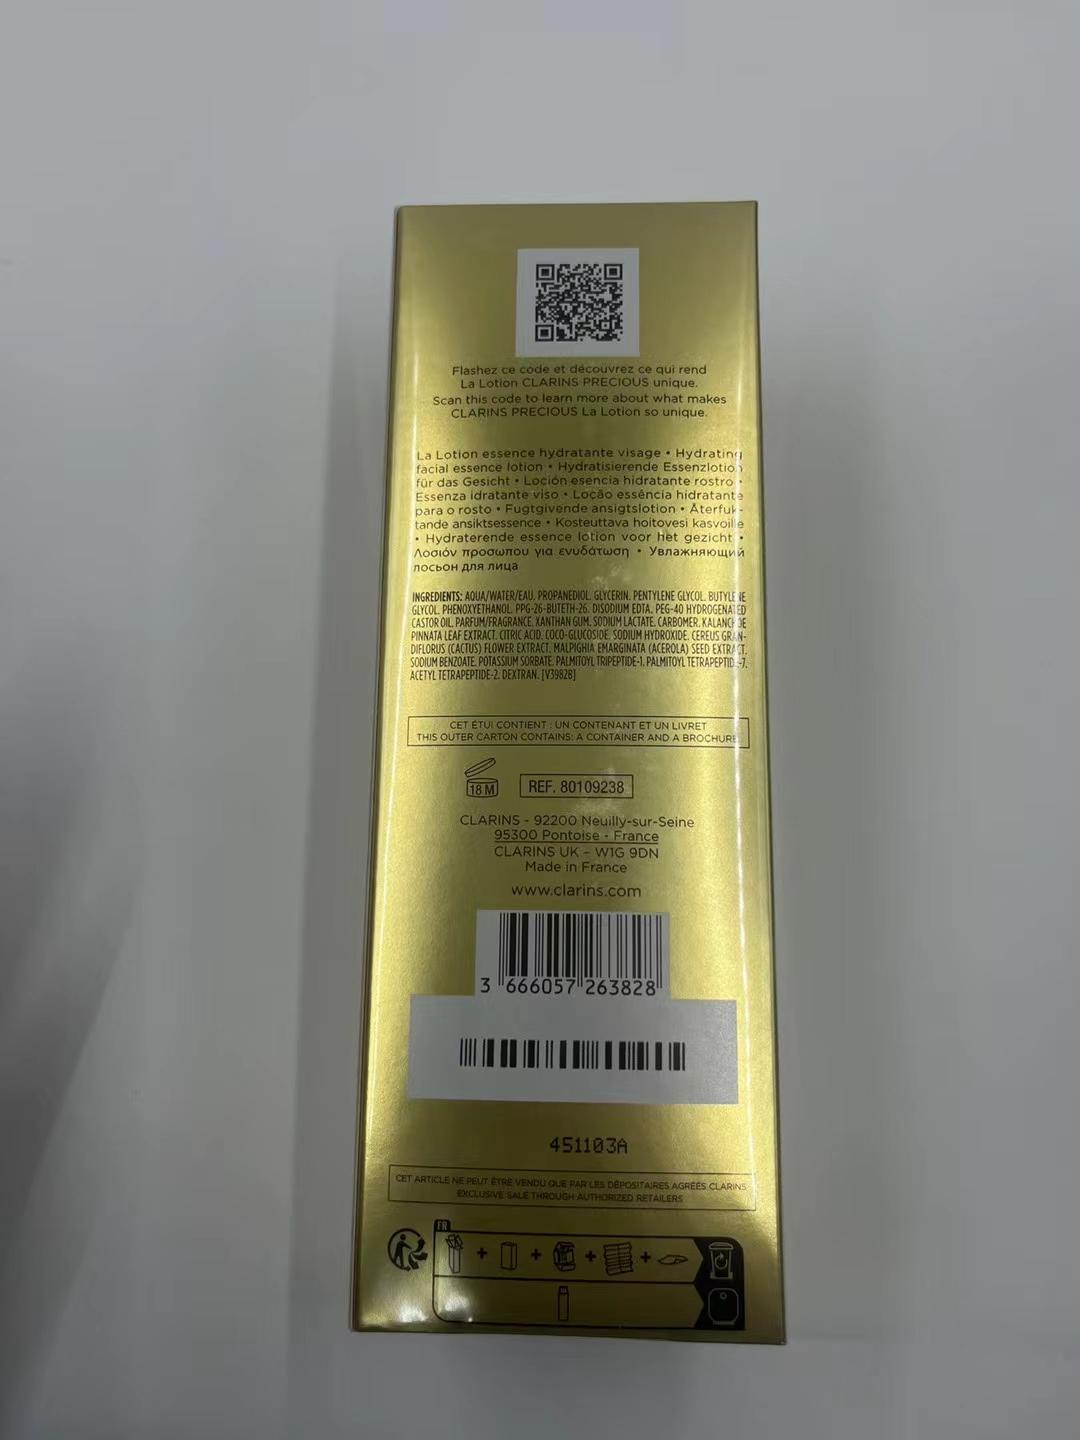 Flashez ce code et découvrez ce qui rend
La Lotion CLARINS PRECIOUS unique.
Scan this code to learn more about what makes
CLARINS PRECIOUS La Lotion so unique.
La Lotion essence hydratante visage • Hydrating
facial essence lotion • Hydratisierende Essenzlotion
für das Gesicht • Loción esencia hidratante rostro •
Essenza idratante viso • Loção essência hidratante
para o rosto • Fugtgivende ansigtslotion • Återfuk-
tande ansiktsessence • Kosteuttava hoitovesi kasvoille
• Hydraterende essence lotion voor het gezicht •
Λοσιόν προσώπου για ενυδάτωση • Увлажняющий
лосьон для лица
INGREDIENTS: AQUA/WATER/EAU. PROPANEDIOL. GLYCERIN. PENTYLENE GLYCOL. BUTYLENE
GLYCOL. PHENOXYETHANOL. PPG-26-BUTETH-26. DISODIUM EDTA. PEG-40 HYDROGENATED
CASTOR OIL. PARFUM/FRAGRANCE. XANTHAN GUM. SODIUM LACTATE. CARBOMER. KALANCHOE
PINNATA LEAF EXTRACT. CITRIC ACID. COCO-GLUCOSIDE. SODIUM HYDROXIDE. CEREUS GRAN-
DIFLORUS (CACTUS) FLOWER EXTRACT. MALPIGHIA EMARGINATA (ACEROLA) SEED EXTRACT.
SODIUM BENZOATE. POTASSIUM SORBATE. PALMITOYL TRIPEPTIDE-1. PALMITOYL TETRAPEPTIDE-7.
ACETYL TETRAPEPTIDE-2. DEXTRAN. [V3982B]
CET ÉTUI CONTIENT : UN CONTENANT ET UN LIVRET
THIS OUTER CARTON CONTAINS: A CONTAINER AND A BROCHURE
18 M
REF. 80109238
CLARINS - 92200 Neuilly-sur-Seine
95300 Pontoise - France
CLARINS UK – W1G 9DN
Made in France
www.clarins.com
3 666057 263828
451103A
CET ARTICLE NE PEUT ÊTRE VENDU QUE PAR LES DÉPOSITAIRES AGRÉÉS CLARINS
EXCLUSIVE SALE THROUGH AUTHORIZED RETAILERS
FR